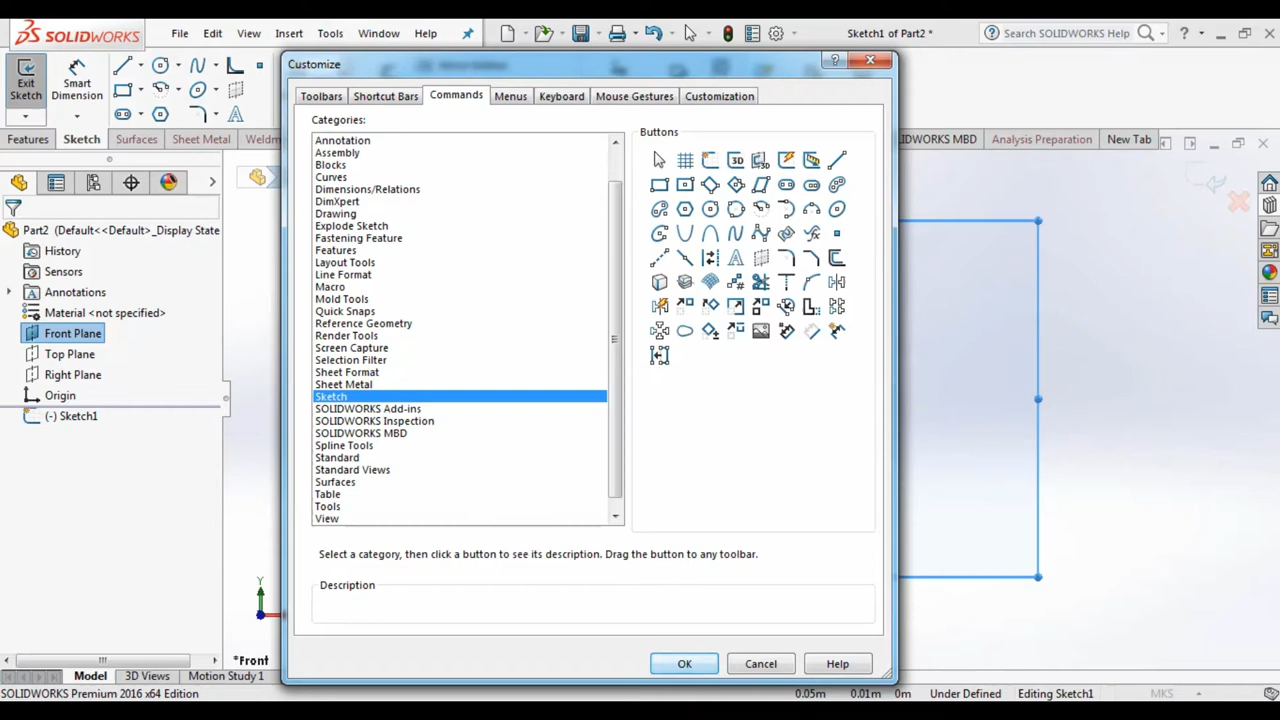 SOLIDWORKS File Edit View Insert Tools Window Help Sketch1 of Part2 * Search SOLIDWORKS Help ?
Exit Sketch
Smart Dimension
Features Sketch Surfaces Sheet Metal Weldm
OLIDWORKS MBD Analysis Preparation New Tab
Part2 (Default<<Default>_Display State
History
Sensors
Annotations
Material <not specified>
Front Plane
Top Plane
Right Plane
Origin
(-) Sketch1
Customize
Toolbars Shortcut Bars Commands Menus Keyboard Mouse Gestures Customization
Categories:
Annotation
Assembly
Blocks
Curves
Dimensions/Relations
DimXpert
Drawing
Explode Sketch
Fastening Feature
Features
Layout Tools
Line Format
Macro
Mold Tools
Quick Snaps
Reference Geometry
Render Tools
Screen Capture
Selection Filter
Sheet Format
Sheet Metal
Sketch
SOLIDWORKS Add-ins
SOLIDWORKS Inspection
SOLIDWORKS MBD
Spline Tools
Standard
Standard Views
Surfaces
Table
Tools
View
Buttons
3D
Select a category, then click a button to see its description. Drag the button to any toolbar.
Description
OK Cancel Help
Y
*Front
Model 3D Views Motion Study 1
SOLIDWORKS Premium 2016 x64 Edition 0.05m 0.01m 0m Under Defined Editing Sketch1 MKS